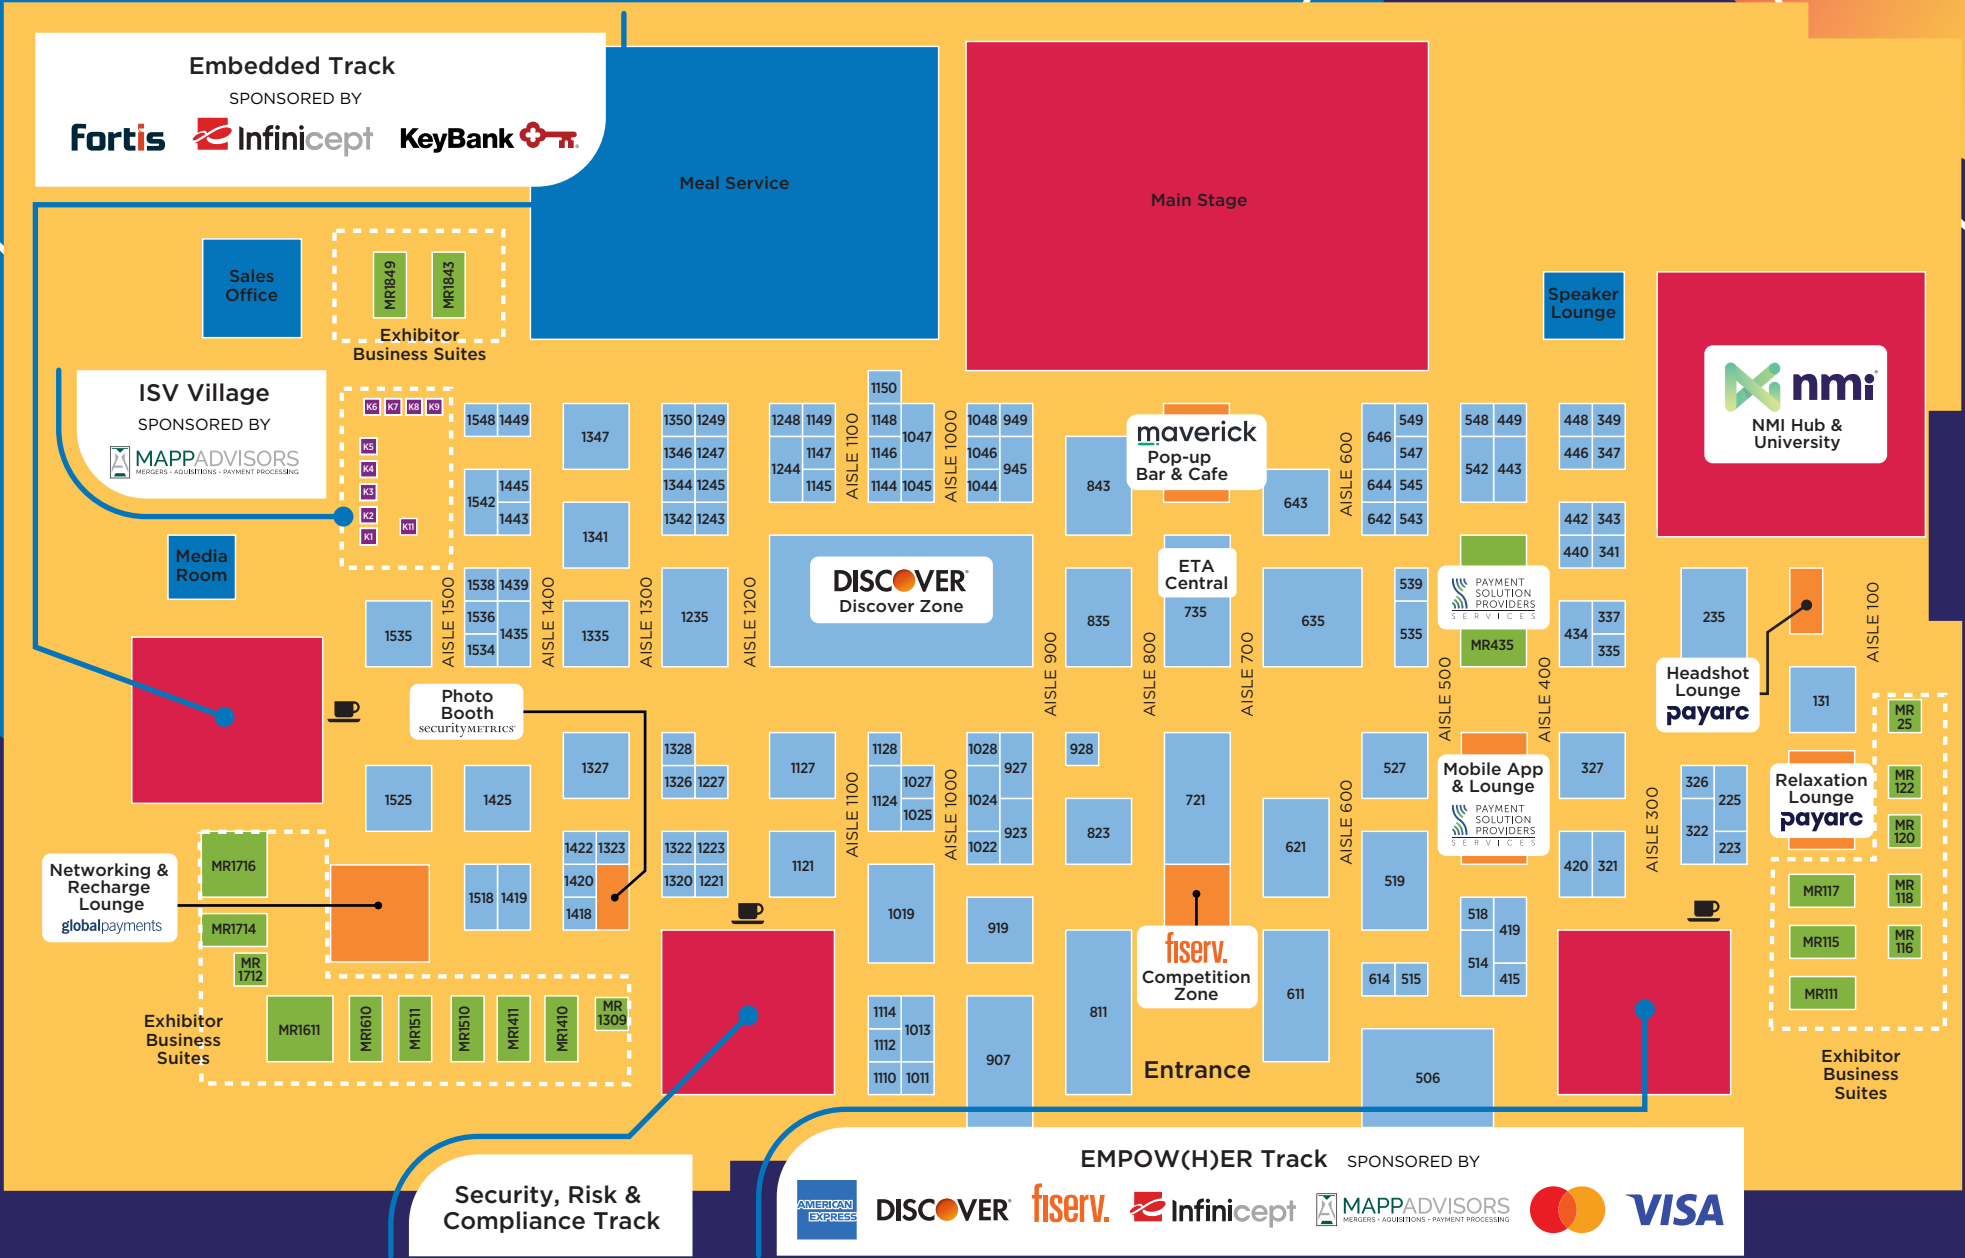 Embedded Track
SPONSORED BY
Fortis Infinicept KeyBank
Meal Service
Main Stage
Sales
Office
MR1849 MR1843
Exhibitor
Business Suites
Speaker
Lounge
nmi
NMI Hub &
University
ISV Village
SPONSORED BY
MAPPADVISORS
MERGERS • AQUISITIONS • PAYMENT PROCESSING
K6 K7 K8 K9
K5
K4
K3
K2
K1
K11
Media
Room
1548 1449
1542 1445
1443
1538 1439
1536
1435
1534
1535
1347
1341
1335
1350 1249
1346 1247
1344 1245
1342 1243
1235
1248 1149
1244 1147
1145
1150
1148
1047
1146
1144 1045
1048 949
1046
945
1044
DISCOVER
Discover Zone
843
835
maverick
Pop-up
Bar & Cafe
ETA
Central
735
643
635
646 549
547
644 545
642 543
539
535
548 449
542 443
PAYMENT
SOLUTION
PROVIDERS
SERVICES
MR435
448 349
446 347
442 343
440 341
434 337
335
235
Headshot
Lounge
payarc
131
AISLE 1500
AISLE 1400
AISLE 1300
AISLE 1200
AISLE 1100
AISLE 1000
AISLE 900
AISLE 800
AISLE 700
AISLE 600
AISLE 500
AISLE 400
AISLE 100
Photo
Booth
SECURITYMETRICS
1525
1425
1327
1422 1323
1420
1418
1518 1419
1328
1326 1227
1322 1223
1320 1221
1127
1121
AISLE 1100
1128
1124 1027
1025
1019
1114
1013
1112
1110 1011
AISLE 1000
1028 927
1024
923
1022
919
907
928
823
811
721
fiserv.
Competition
Zone
Entrance
621
611
AISLE 600
527
519
614 515
506
Mobile App
& Lounge
PAYMENT
SOLUTION
PROVIDERS
SERVICES
518
419
514
415
327
420 321
AISLE 300
326
225
322
223
Relaxation
Lounge
payarc
MR
25
MR
122
MR
120
MR117
MR
118
MR115
MR
116
MR111
Exhibitor
Business
Suites
MR1716
Networking &
Recharge
Lounge
globalpayments
MR1714
MR
1712
MR1611
MR1610
MR1511
MR1510
MR1411
MR1410
MR
1309
Exhibitor
Business
Suites
Security, Risk &
Compliance Track
EMPOW(H)ER Track SPONSORED BY
AMERICAN
EXPRESS
DISCOVER fiserv. Infinicept MAPPADVISORS
MERGERS • AQUISITIONS • PAYMENT PROCESSING
VISA